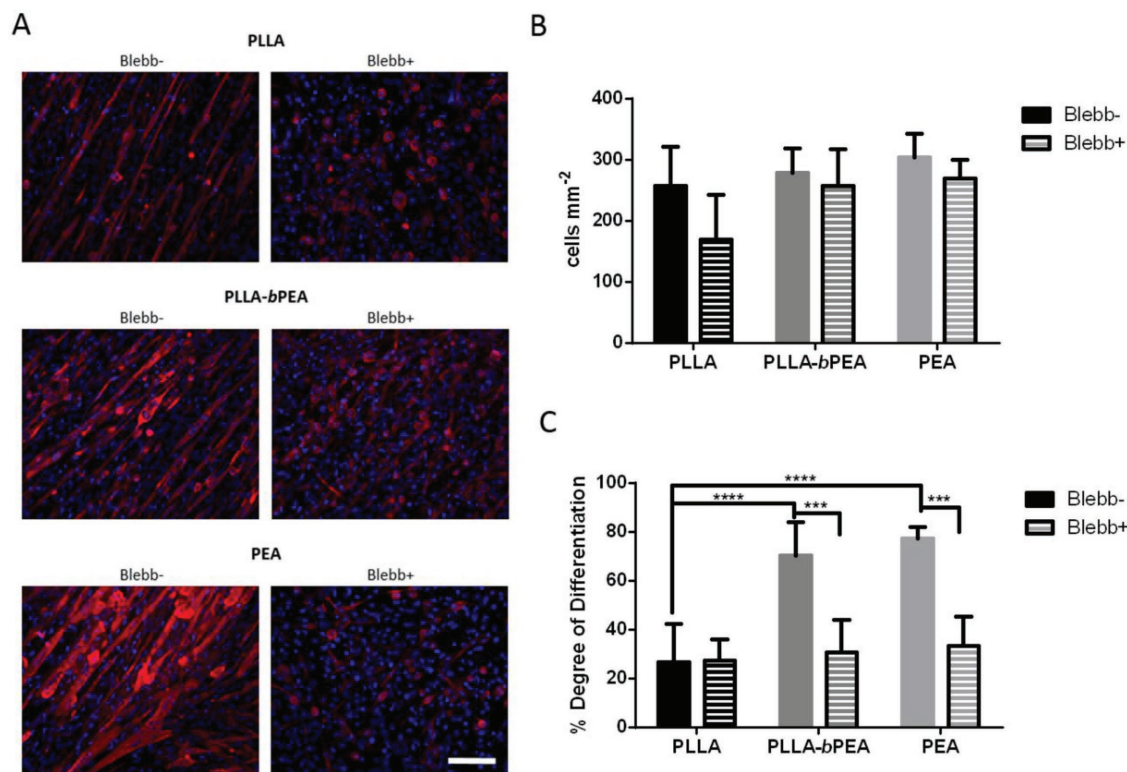 A
PLLA
Blebb- Blebb+
PLLA-bPEA
Blebb- Blebb+
PEA
Blebb- Blebb+
B
400
300
200
100
0
cells mm-2
PLLA PLLA-bPEA PEA
Blebb-
Blebb+
C
100
80
60
40
20
0
% Degree of Differentiation
****
**** *** ***
PLLA PLLA-bPEA PEA
Blebb-
Blebb+